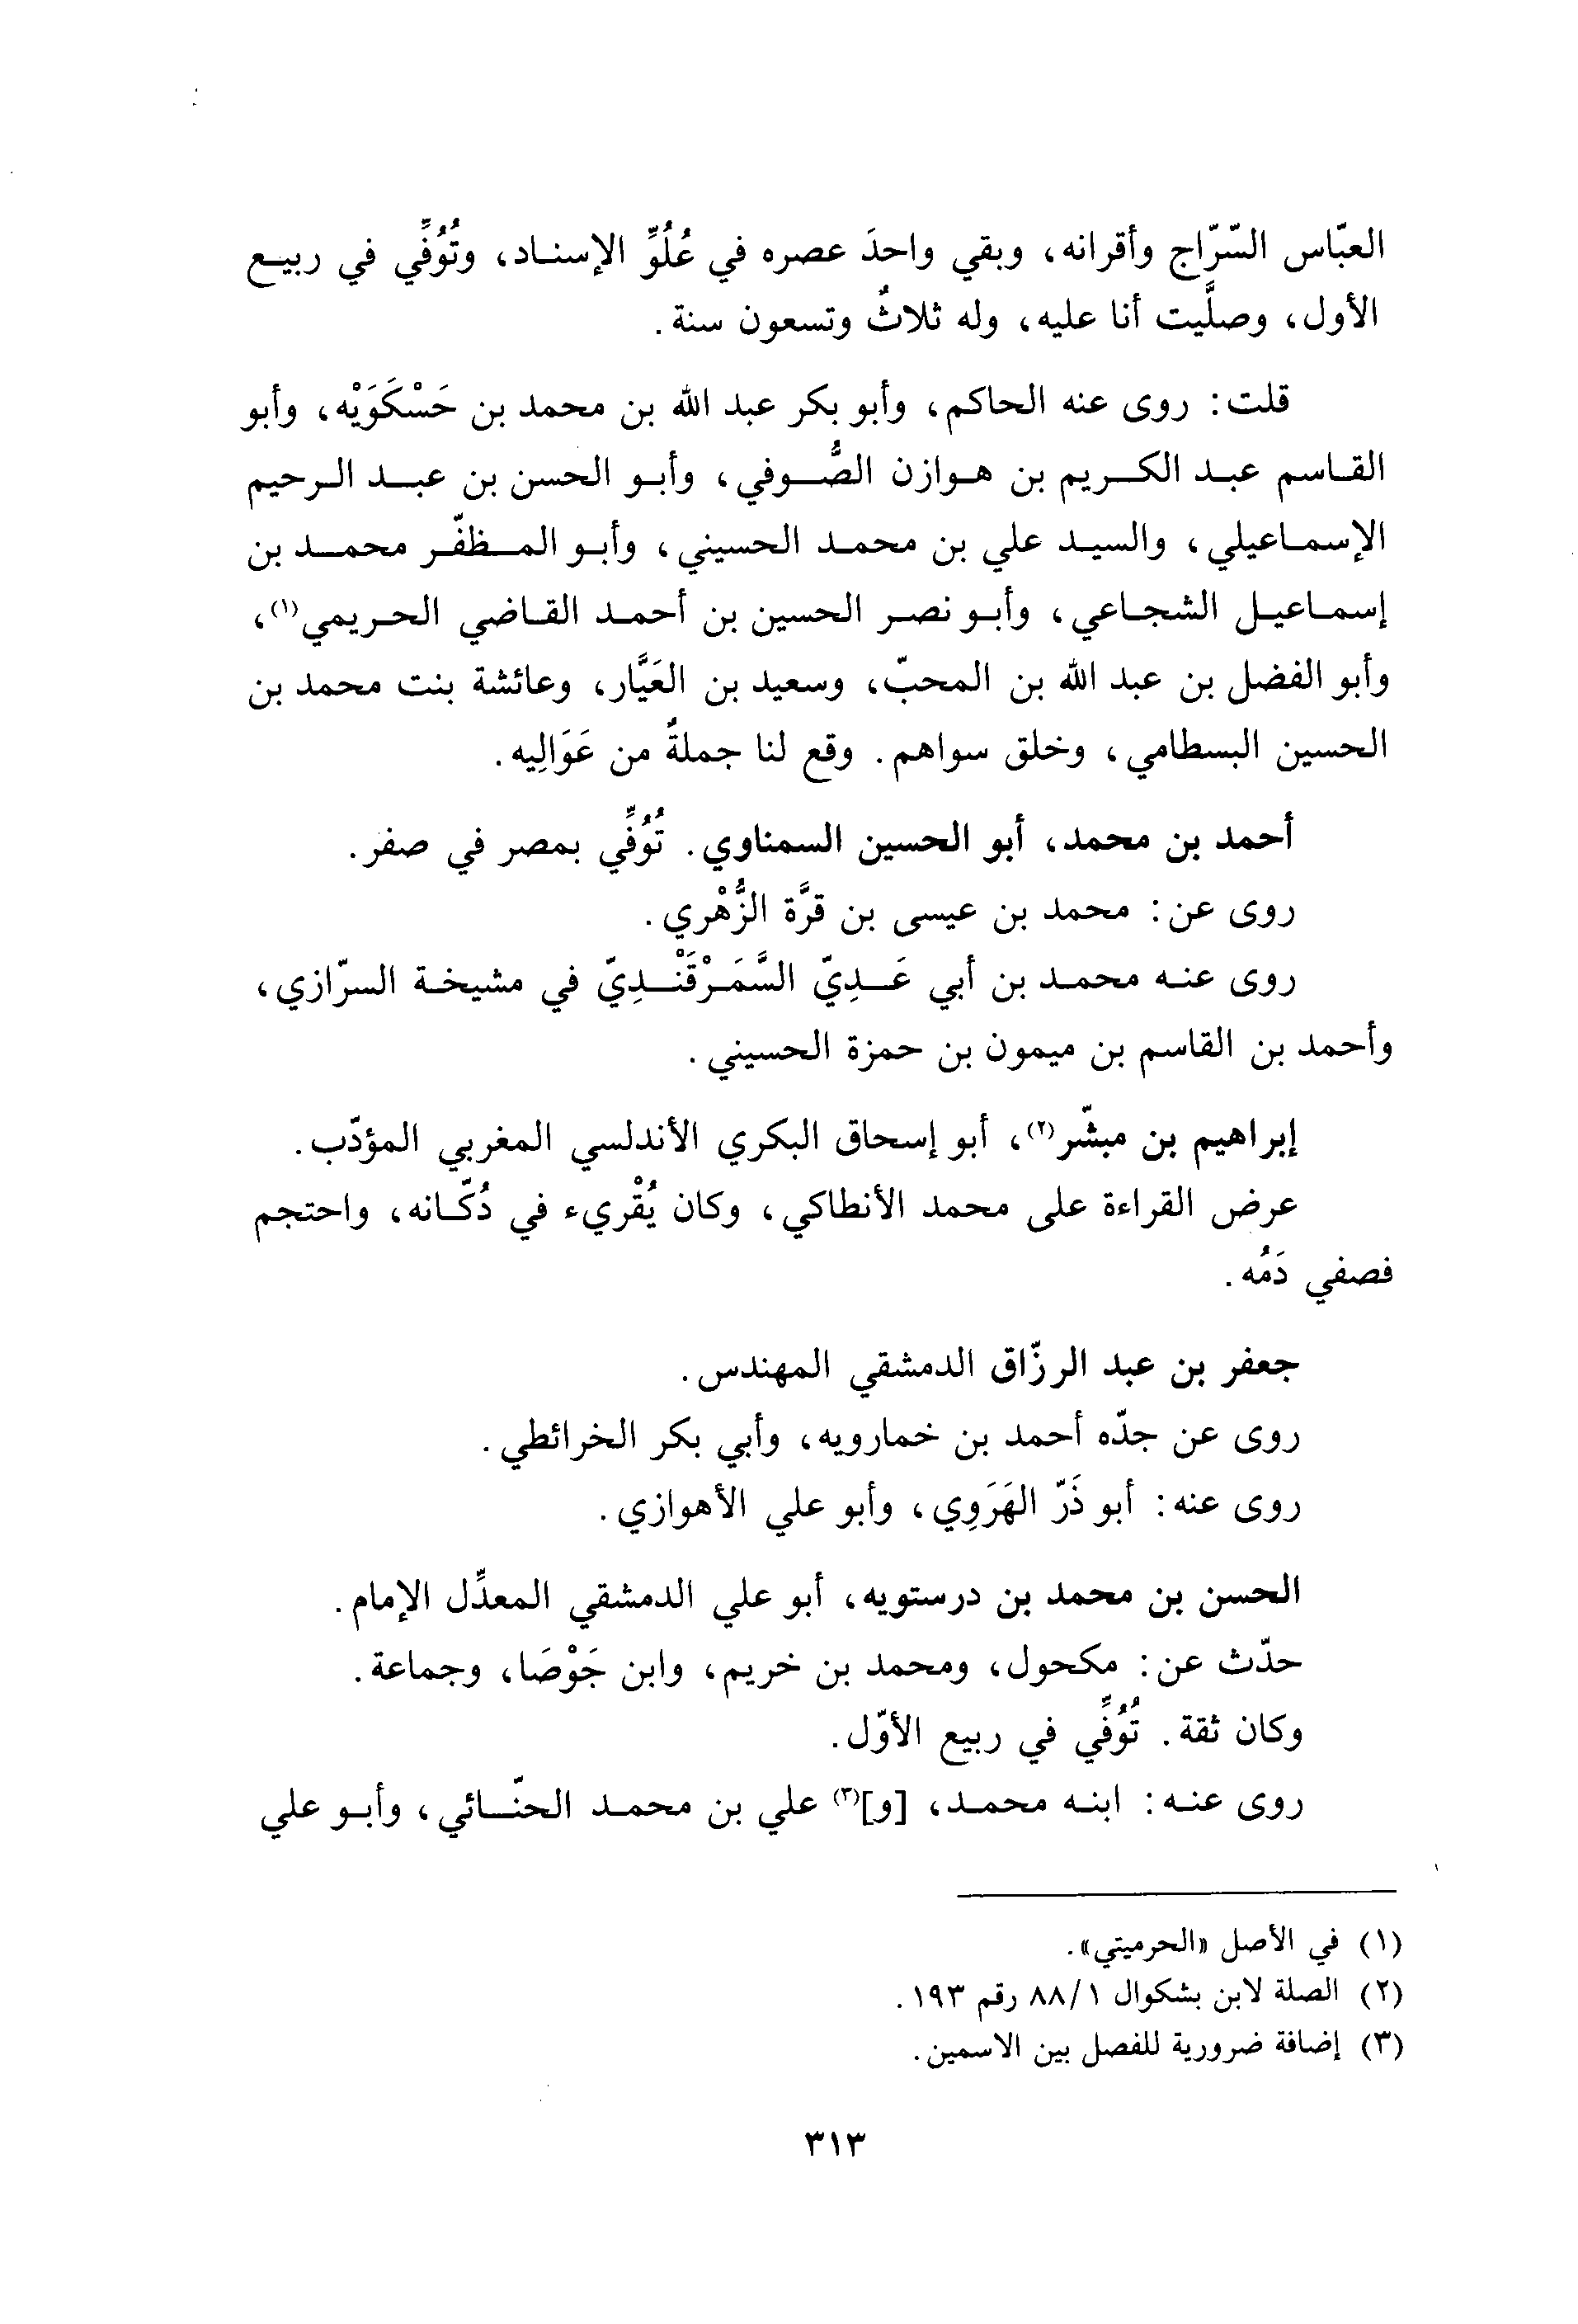 العبّاس السّرّاج وأقرانه، وبقي واحدَ عصره في عُلُوِّ الإسناد، وتُوُفِّي في ربيع
الأول، وصلَّيت أنا عليه، وله ثلاثٌ وتسعون سنة.
قلت: روى عنه الحاكم، وأبو بكر عبد الله بن محمد بن حَسْكَوَيْه، وأبو
القاسم عبد الكريم بن هوازن الصُّوفي، وأبو الحسن بن عبد الرحيم
الإسماعيلي، والسيد علي بن محمد الحسيني، وأبو المظفّر محمد بن
إسماعيل الشجاعي، وأبو نصر الحسين بن أحمد القاضي الحريمي(١)،
وأبو الفضل بن عبد الله بن المحبّ، وسعيد بن العَيَّار، وعائشة بنت محمد بن
الحسين البسطامي، وخلق سواهم. وقع لنا جملةٌ من عَوَالِيه.
أحمد بن محمد، أبو الحسين السمناوي. تُوُفِّي بمصر في صفر.
روى عن: محمد بن عيسى بن قرَّة الزُّهْري.
روى عنه محمد بن أبي عَدِيّ السَّمَرْقَنْدِيّ في مشيخة السرّازي،
وأحمد بن القاسم بن ميمون بن حمزة الحسيني.
إبراهيم بن مبشّر(٢)، أبو إسحاق البكري الأندلسي المغربي المؤدّب.
عرض القراءة على محمد الأنطاكي، وكان يُقْريء في دُكّانه، واحتجم
فصفي دَمُه.
جعفر بن عبد الرزّاق الدمشقي المهندس.
روى عن جدّه أحمد بن خمارويه، وأبي بكر الخرائطي.
روى عنه: أبو ذَرّ الهَرَوِي، وأبو علي الأهوازي.
الحسن بن محمد بن درستويه، أبو علي الدمشقي المعدِّل الإمام.
حدّث عن: مكحول، ومحمد بن خريم، وابن جَوْصَا، وجماعة.
وكان ثقة. تُوُفِّي في ربيع الأوّل.
روى عنه: ابنه محمد، [و](٣) علي بن محمد الحنّائي، وأبو علي
(١) في الأصل «الحرميتي».
(٢) الصلة لابن بشكوال ٨٨/١ رقم ١٩٣.
(٣) إضافة ضرورية للفصل بين الاسمين.
٣١٣